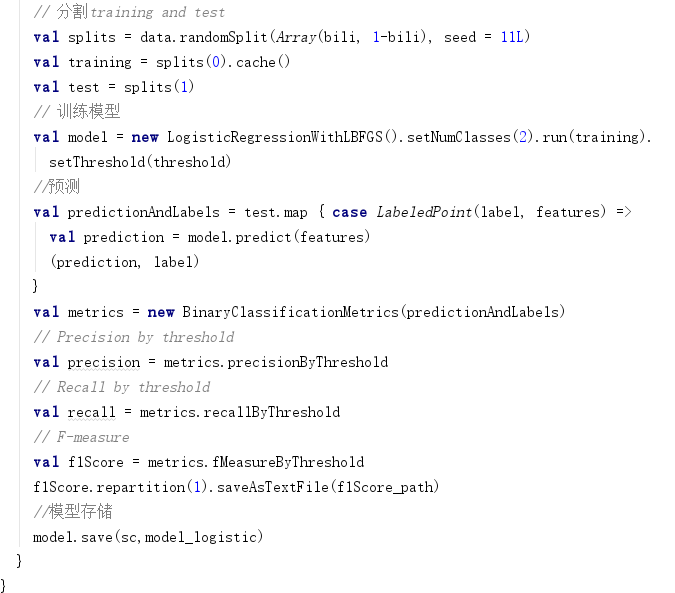 // 分割training and test
val splits = data.randomSplit(Array(bili, 1-bili), seed = 11L)
val training = splits(0).cache()
val test = splits(1)
// 训练模型
val model = new LogisticRegressionWithLBFGS().setNumClasses(2).run(training).
setThreshold(threshold)
//预测
val predictionAndLabels = test.map { case LabeledPoint(label, features) =>
val prediction = model.predict(features)
(prediction, label)
}
val metrics = new BinaryClassificationMetrics(predictionAndLabels)
// Precision by threshold
val precision = metrics.precisionByThreshold
// Recall by threshold
val recall = metrics.recallByThreshold
// F-measure
val f1Score = metrics.fMeasureByThreshold
f1Score.repartition(1).saveAsTextFile(f1Score_path)
//模型存储
model.save(sc,model_logistic)
}
}